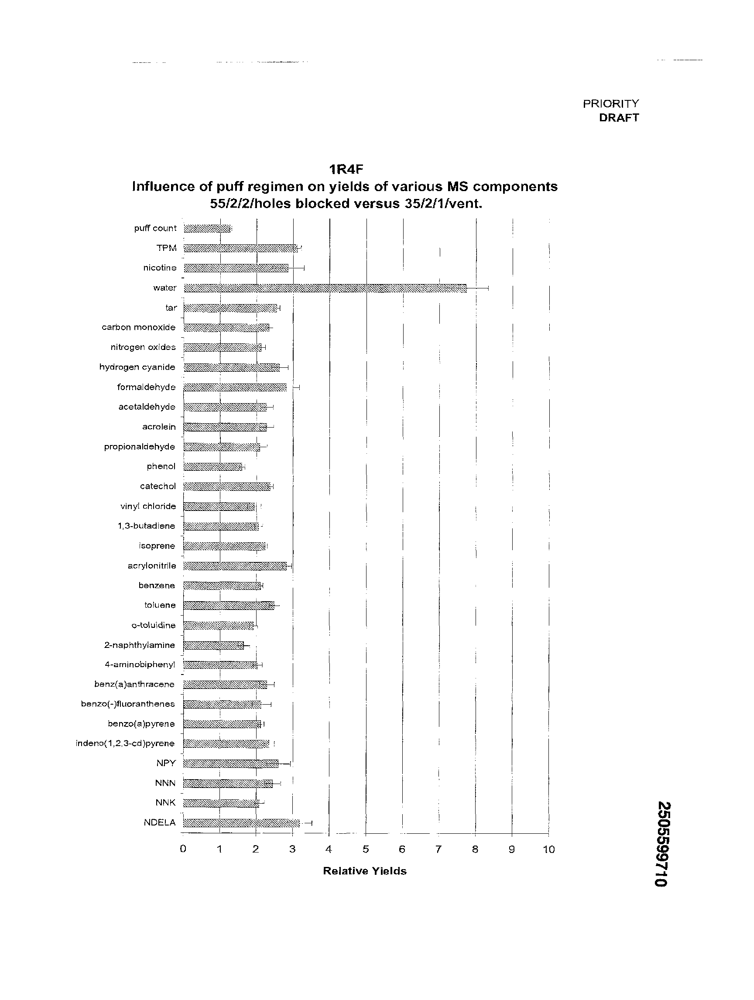 PRIORITY
DRAFT
1R4F
Influence of puff regimen on yields of various MS components
55/2/2/holes blocked versus 35/2/1/vent.
puff count
TPM
nicotine
water
tar
carbon monoxide
nitrogen oxides
hydrogen cyanide
formaldehyde
acetaldehyde
acrolein
propionaldehyde
phenol
catechol
vinyl chloride
1,3-butadiene
isoprene
acrylonitrile
benzene
toluene
o-toluidine
2-naphthylamine
4-aminobiphenyl
benz(a)anthracene
benzo(-)fluoranthenes
benzo(a)pyrene
indeno(1,2,3-cd)pyrene
NPY
NNN
NNK
NDELA
0 1 2 3 4 5 6 7 8 9 10
Relative Yields
2505599710